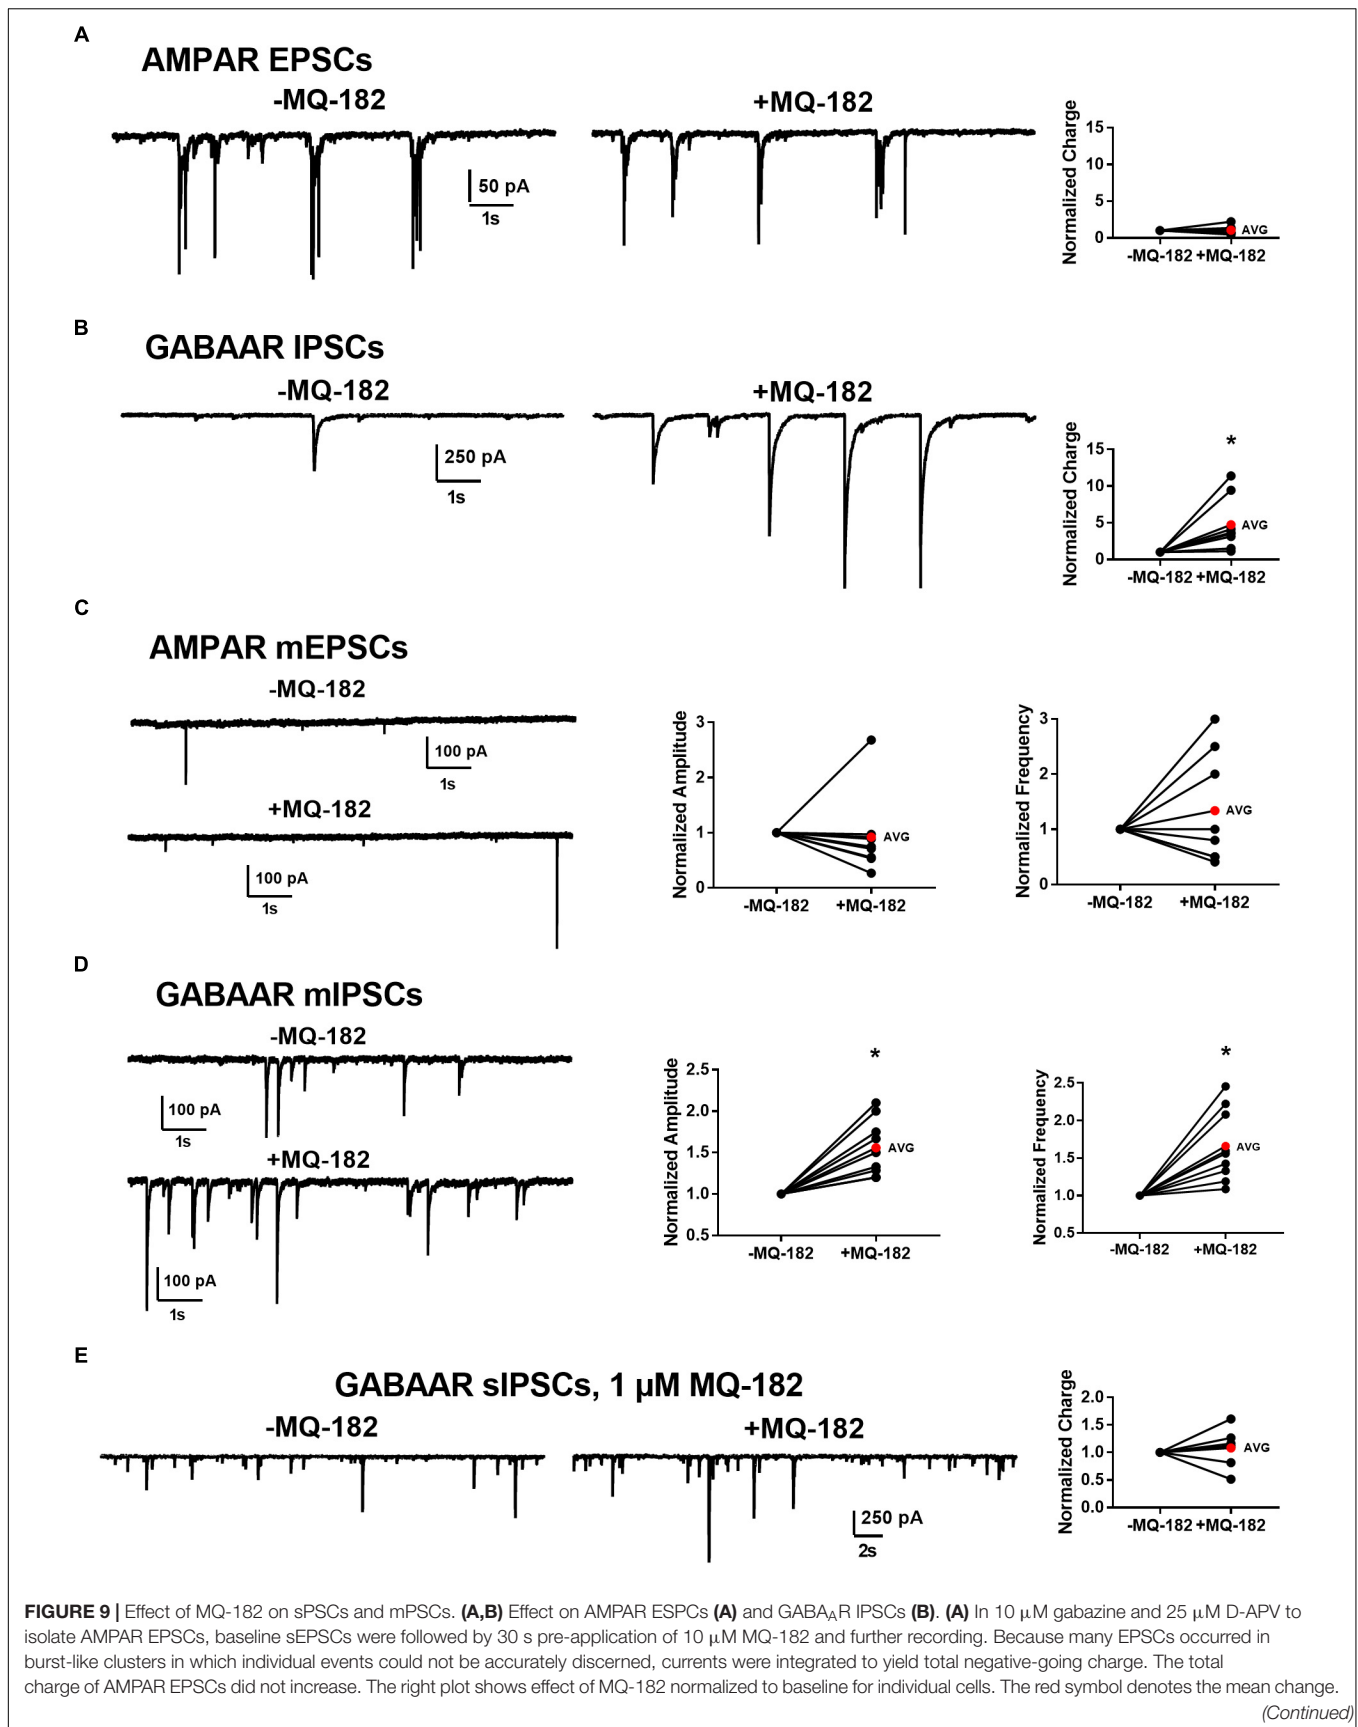 A
AMPAR EPSCs
-MQ-182
+MQ-182
50 pA
1s
Normalized Charge
15
10
5
0
AVG
-MQ-182 +MQ-182
B
GABAAR IPSCs
-MQ-182
+MQ-182
250 pA
1s
Normalized Charge
15
10
5
0
*
AVG
-MQ-182 +MQ-182
C
AMPAR mEPSCs
-MQ-182
100 pA
1s
+MQ-182
100 pA
1s
Normalized Amplitude
3
2
1
0
AVG
-MQ-182 +MQ-182
Normalized Frequency
3
2
1
0
AVG
-MQ-182 +MQ-182
D
GABAAR mIPSCs
-MQ-182
100 pA
1s
+MQ-182
100 pA
1s
Normalized Amplitude
2.5
2.0
1.5
1.0
0.5
*
AVG
-MQ-182 +MQ-182
Normalized Frequency
2.5
2.0
1.5
1.0
0.5
*
AVG
-MQ-182 +MQ-182
E
GABAAR sIPSCs, 1 µM MQ-182
-MQ-182
+MQ-182
250 pA
2s
Normalized Charge
2.0
1.5
1.0
0.5
0.0
AVG
-MQ-182 +MQ-182
FIGURE 9 | Effect of MQ-182 on sPSCs and mPSCs. (A,B) Effect on AMPAR ESPCs (A) and GABAAR IPSCs (B). (A) In 10 µM gabazine and 25 µM D-APV to
isolate AMPAR EPSCs, baseline sEPSCs were followed by 30 s pre-application of 10 µM MQ-182 and further recording. Because many EPSCs occurred in
burst-like clusters in which individual events could not be accurately discerned, currents were integrated to yield total negative-going charge. The total
charge of AMPAR EPSCs did not increase. The right plot shows effect of MQ-182 normalized to baseline for individual cells. The red symbol denotes the mean change.
(Continued)